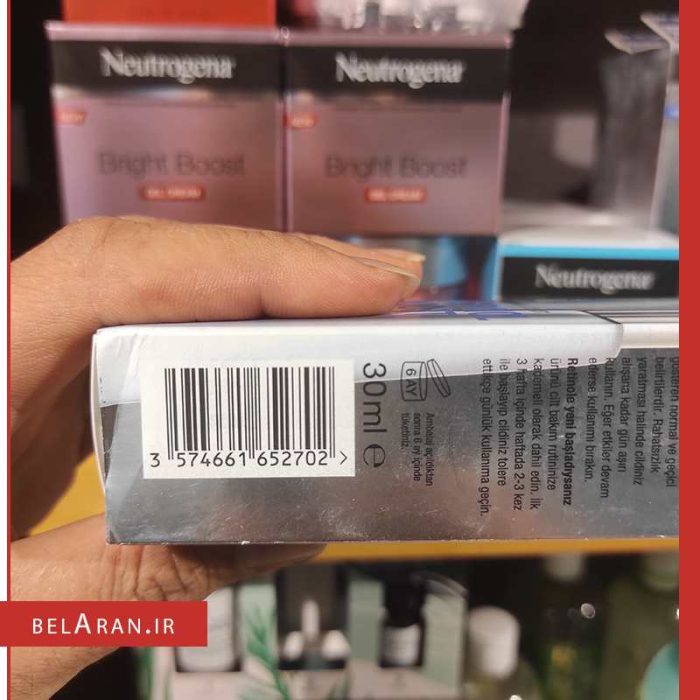 Neutrogena
Bright Boost
GEL CREAM
Neutrogena
Bright Boost
GEL CREAM
Neutrogena
3 574661 652702 >
30ml e
6 AY
Ambalaj açıldıktan
sonra 6 ay içinde
tüketiniz.
gösteren normal ve geçici
belirtilerdir. Rahatsızlık
yaratması halinde cildiniz
alışana kadar gün aşırı
kullanın. Eğer etkiler devam
ederse kullanımı bırakın.
Retinole yeni başladıysanız
ürünü cilt bakım rutininize
kademeli olarak dahil edin. İlk
3 hafta içinde haftada 2-3 kez
ile başlayıp cildiniz tolere
ettikçe günlük kullanıma geçin.
BELARAN.IR